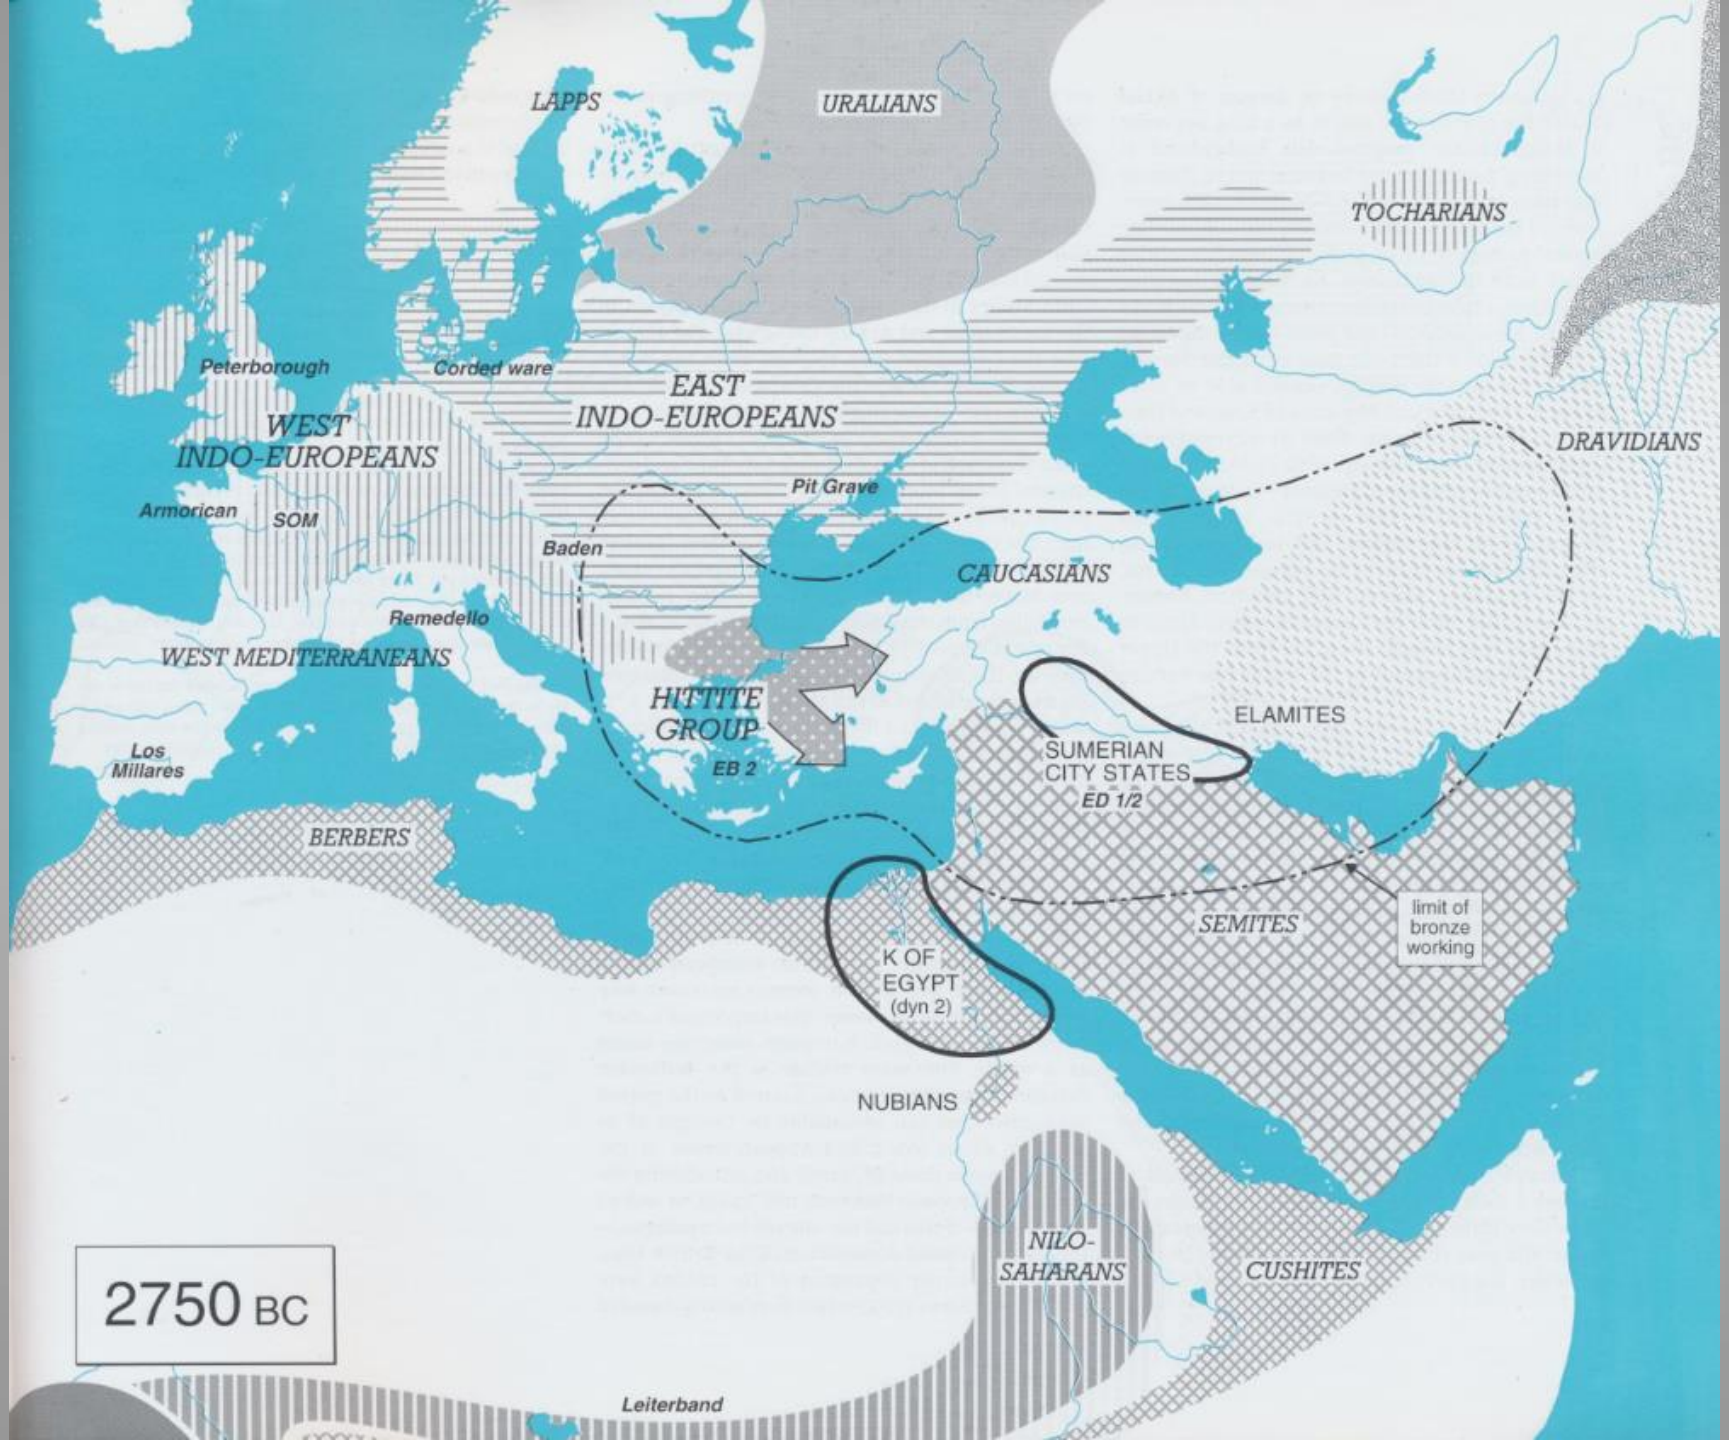 LAPPS
URALIANS
TOCHARIANS
Peterborough
Corded ware
EAST
INDO-EUROPEANS
WEST
INDO-EUROPEANS
DRAVIDIANS
Pit Grave
Armorican
SOM
Baden
CAUCASIANS
Remedello
WEST MEDITERRANEANS
HITTITE
GROUP
EB 2
ELAMITES
Los
Millares
SUMERIAN
CITY STATES
ED 1/2
BERBERS
limit of
bronze
working
SEMITES
K OF
EGYPT
(dyn 2)
NUBIANS
NILO-
SAHARANS
CUSHITES
2750 BC
Leiterband